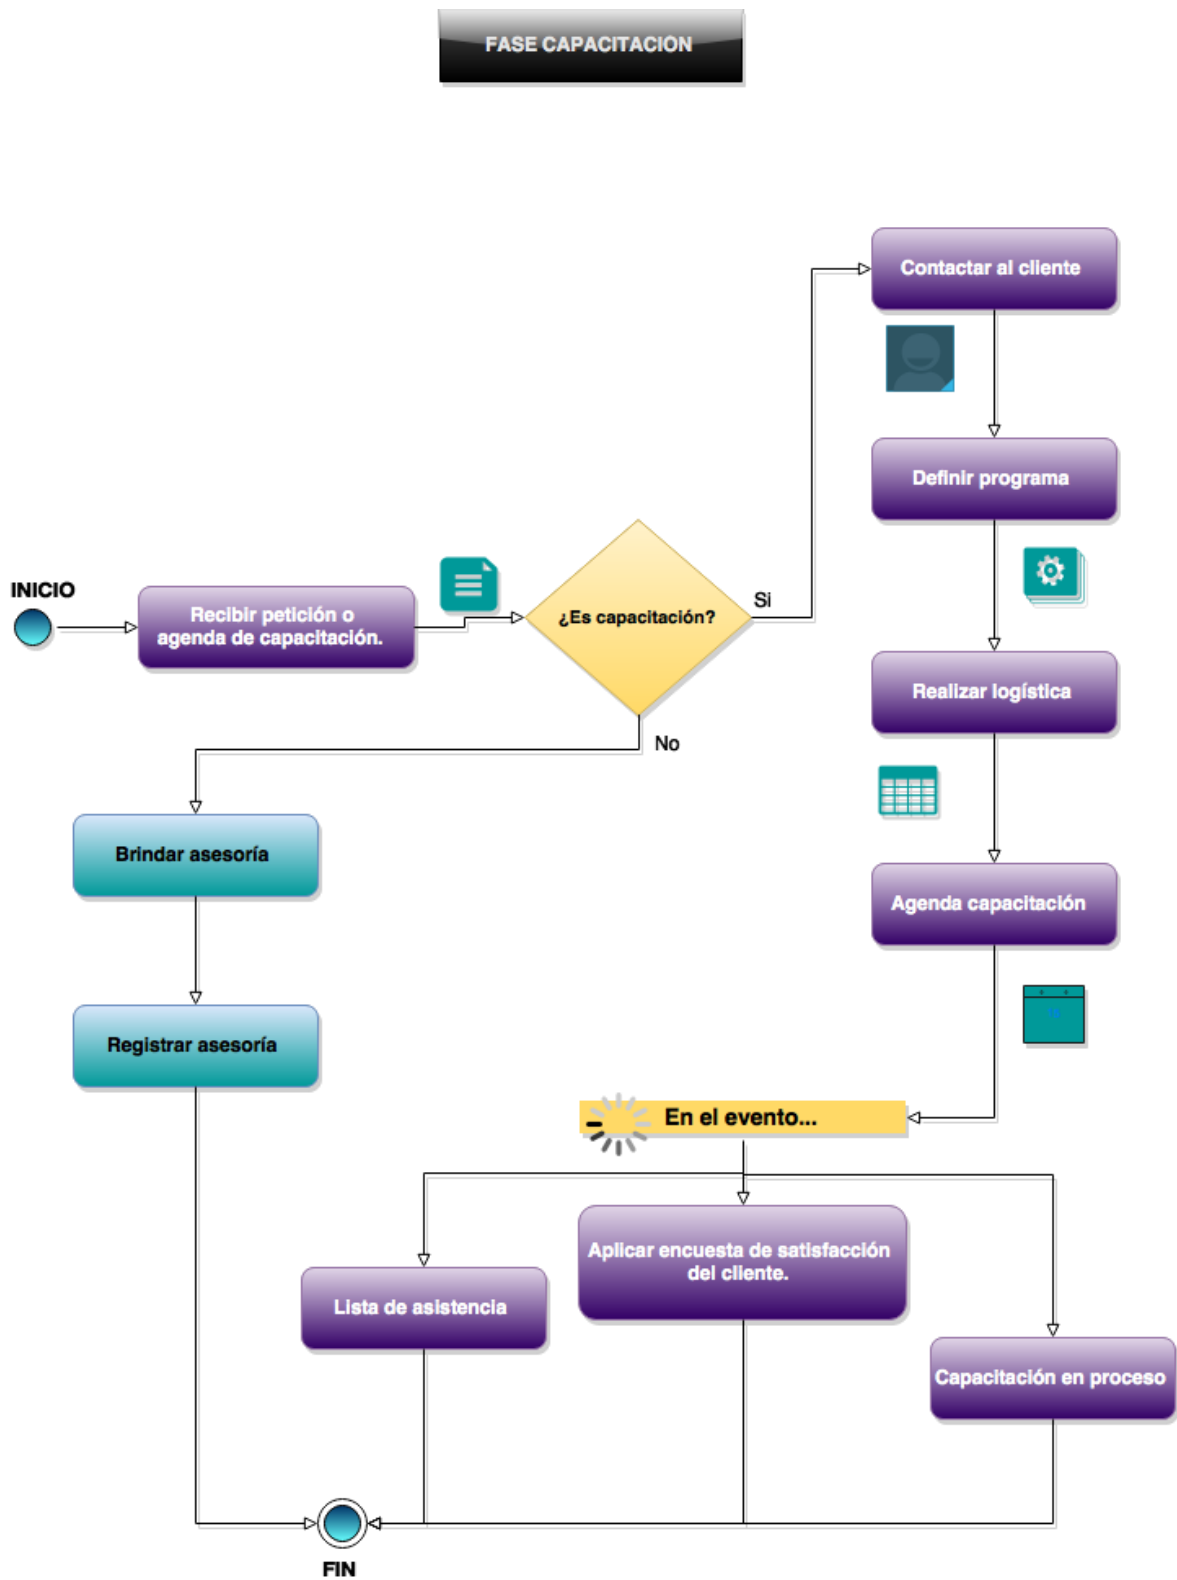 FASE CAPACITACION
Contactar al cliente
Definir programa
INICIO
Recibir petición o
agenda de capacitación.
¿Es capacitación?
Si
No
Realizar logística
Brindar asesoría
Agenda capacitación
Registrar asesoría
En el evento...
Aplicar encuesta de satisfacción
del cliente.
Lista de asistencia
Capacitación en proceso
FIN